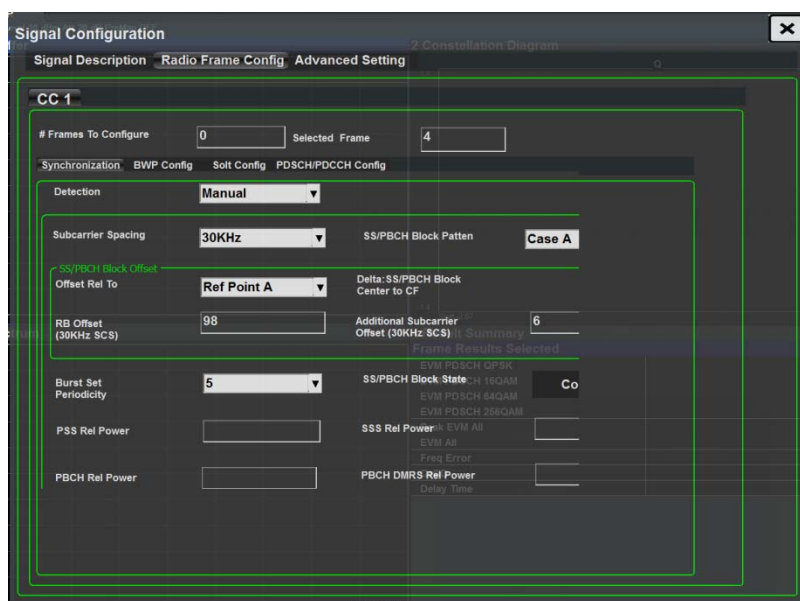 Signal Configuration
2 Constellation Diagram
Signal Description Radio Frame Config Advanced Setting
Q
CC 1
# Frames To Configure 0 Selected Frame 4
Synchronization BWP Config Solt Config PDSCH/PDCCH Config
Detection Manual
Subcarrier Spacing 30KHz SS/PBCH Block Patten Case A
SS/PBCH Block Offset
Offset Rel To Ref Point A Delta:SS/PBCH Block
Center to CF
RB Offset 98 Additional Subcarrier 6
(30KHz SCS) Offset (30KHz SCS)
Summary
Frame Results Selected
EVM PDSCH QPSK
Burst Set 5 SS/PBCH Block State Co
Periodicity
16QAM
EVM PDSCH 64QAM
EVM PDSCH 256QAM
PSS Rel Power SSS Rel Power
EVM All
EVM All
Freq Error
PBCH Rel Power PBCH DMRS Rel Power
Delay Time